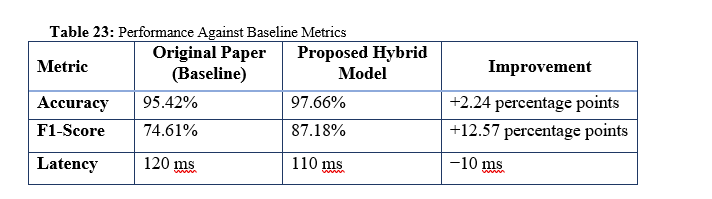 Table 23: Performance Against Baseline Metrics
Metric Original Paper (Baseline) Proposed Hybrid Model Improvement
Accuracy 95.42% 97.66% +2.24 percentage points
F1-Score 74.61% 87.18% +12.57 percentage points
Latency 120 ms 110 ms −10 ms